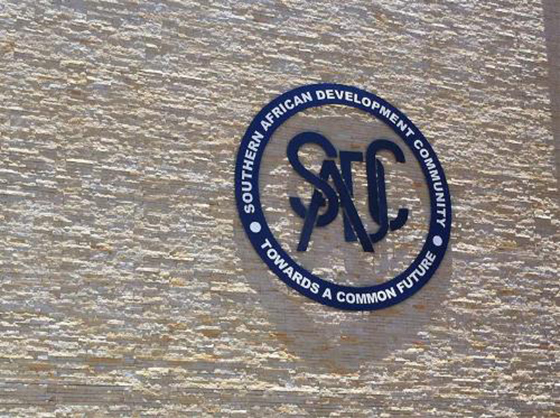 SOUTHERN AFRICAN DEVELOPMENT COMMUNITY
SADC
TOWARDS A COMMON FUTURE